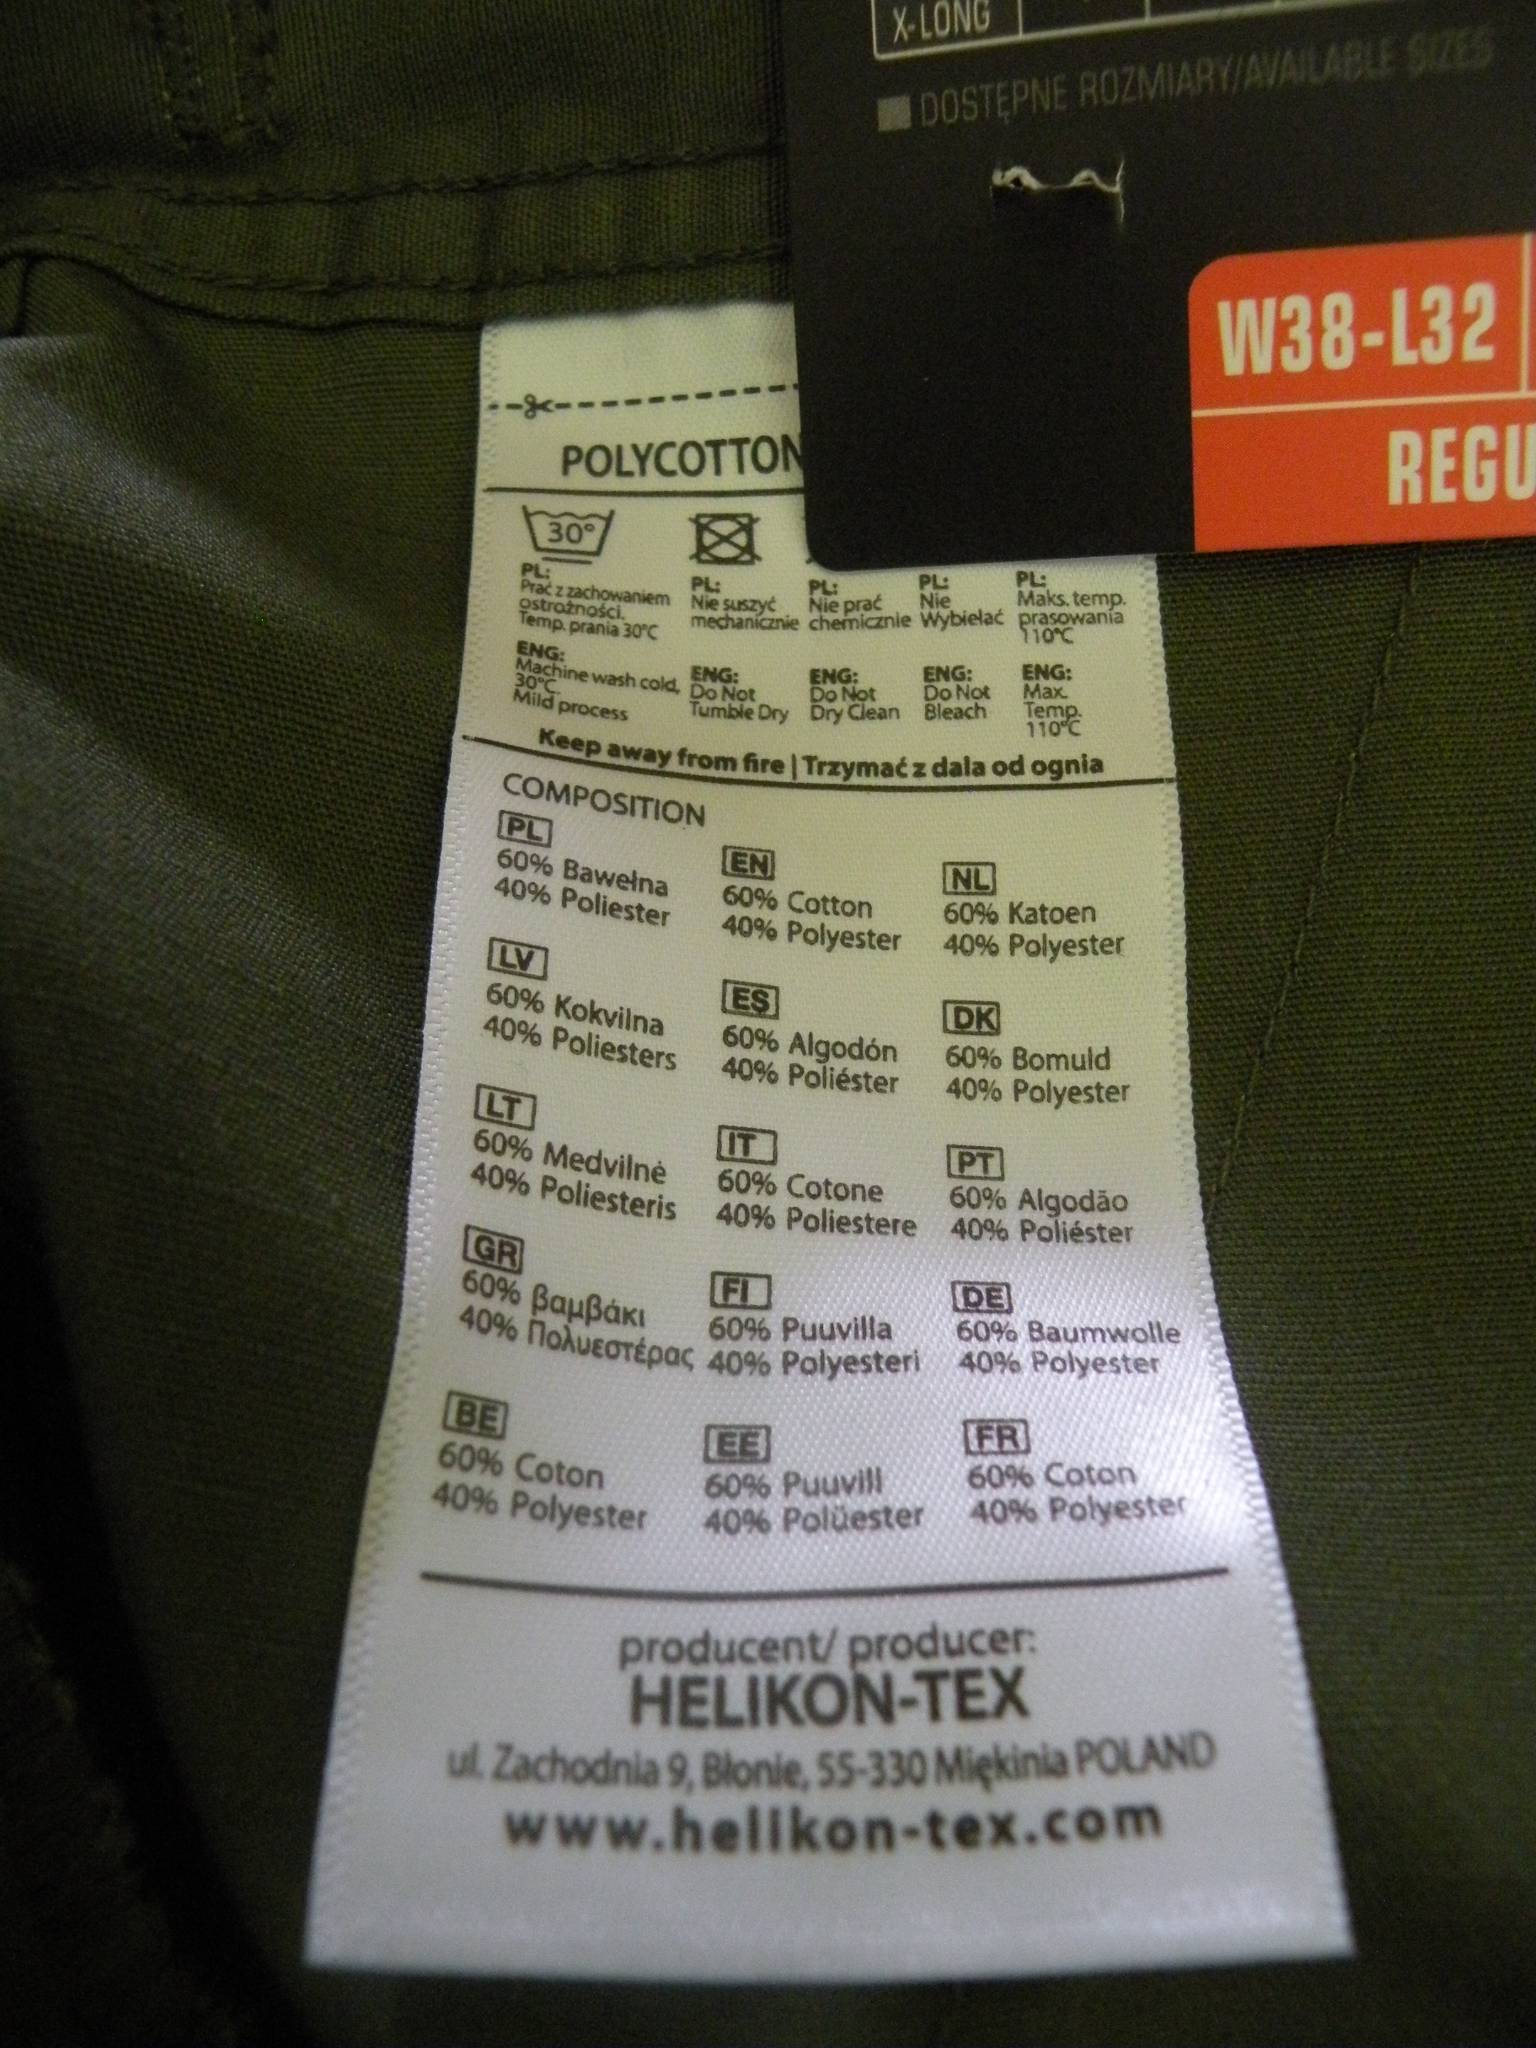 X-LONG
DOSTĘPNE ROZMIARY/AVAILABLE SIZES
W38-L32
REGU
POLYCOTTON
30°
PL:
Prać z zachowaniem
ostrożności.
Temp. prania 30°C
PL:
Nie suszyć
mechanicznie
PL:
Nie prać
chemicznie
PL:
Nie
Wybielać
PL:
Maks. temp.
prasowania
110°C
ENG:
Machine wash cold,
30°C
Mild process
ENG:
Do Not
Tumble Dry
ENG:
Do Not
Dry Clean
ENG:
Do Not
Bleach
ENG:
Max.
Temp.
110°C
Keep away from fire | Trzymać z dala od ognia
COMPOSITION
PL
60% Bawełna
40% Poliester
EN
60% Cotton
40% Polyester
NL
60% Katoen
40% Polyester
LV
60% Kokvilna
40% Poliesters
ES
60% Algodón
40% Poliéster
DK
60% Bomuld
40% Polyester
LT
60% Medvilnė
40% Poliesteris
IT
60% Cotone
40% Poliestere
PT
60% Algodão
40% Poliéster
GR
60% βαμβάκι
40% Πολυεστέρας
FI
60% Puuvilla
40% Polyesteri
DE
60% Baumwolle
40% Polyester
BE
60% Coton
40% Polyester
EE
60% Puuvill
40% Polüester
FR
60% Coton
40% Polyester
producent/ producer:
HELIKON-TEX
ul. Zachodnia 9, Błonie, 55-330 Miękinia POLAND
www.helikon-tex.com